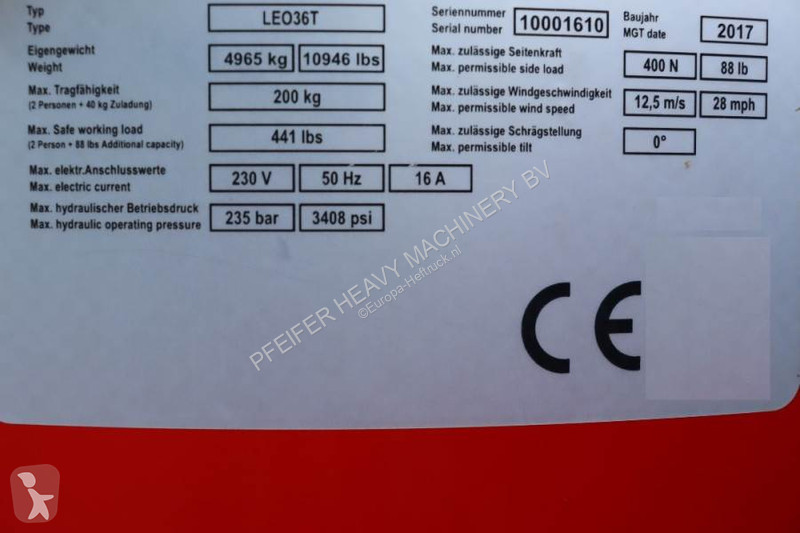 Typ
Type
LEO36T
Eigengewicht
Weight
4965 kg
10946 lbs
Max. Tragfähigkeit
(2 Personen + 40 kg Zuladung)
200 kg
Max. Safe working load
(2 Person + 88 lbs Additional capacity)
441 lbs
Max. elektr.Anschlusswerte
Max. electric current
230 V
50 Hz
16 A
Max. hydraulischer Betriebsdruck
Max. hydraulic operating pressure
235 bar
3408 psi
Seriennummer
Serial number
10001610
Baujahr
MGT date
2017
Max. zulässige Seitenkraft
Max. permissible side load
400 N
88 lb
Max. zulässige Windgeschwindigkeit
Max. permissible wind speed
12,5 m/s
28 mph
Max. zulässige Schrägstellung
Max. permissible tilt
0°
CE
PFEIFER HEAVY MACHINERY BV
©Europa-Heftruck.nl